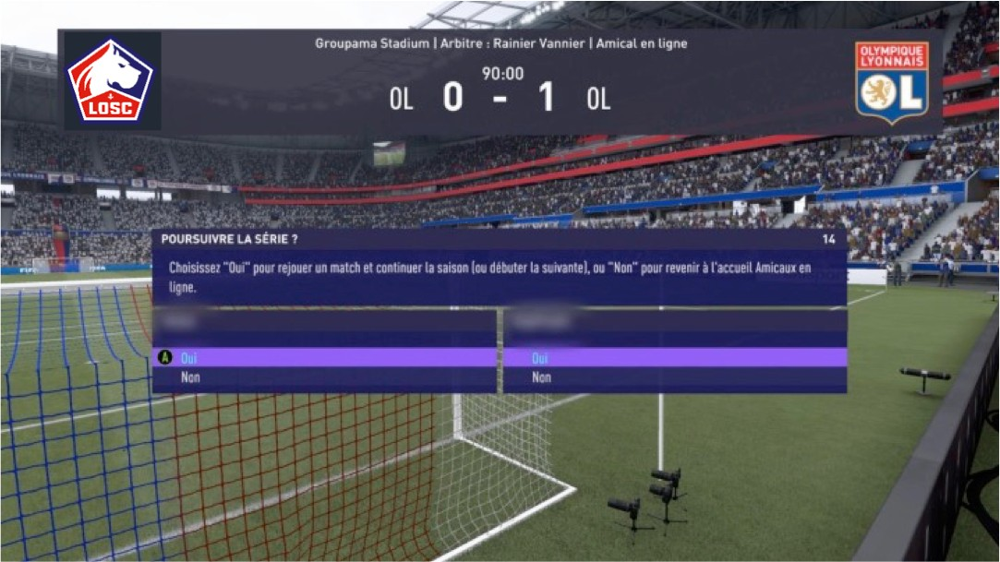 Groupama Stadium | Arbitre : Rainier Vannier | Amical en ligne
90:00
OL 0 - 1 OL
LOSC
OLYMPIQUE
LYONNAIS
OL
POURSUIVRE LA SÉRIE ? 14
Choisissez "Oui" pour rejouer un match et continuer la saison (ou débuter la suivante), ou "Non" pour revenir à l'accueil Amicaux en
ligne.
A Oui Oui
Non Non